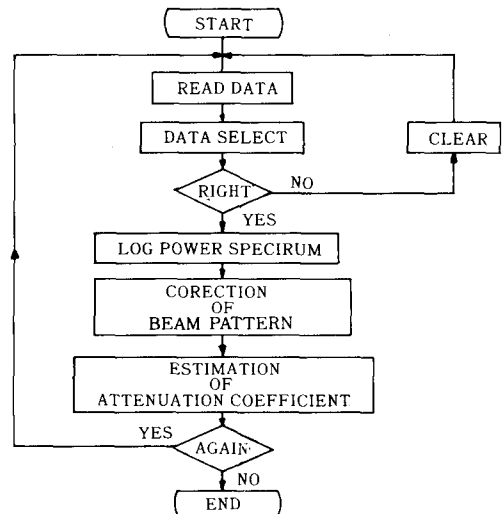 START
READ DATA
DATA SELECT
CLEAR
RIGHT
NO
YES
LOG POWER SPECIRUM
CORECTION
OF
BEAM PATTERN
ESTIMATION
OF
ATTENUATION COEFFICIENT
YES
AGAIN
NO
END